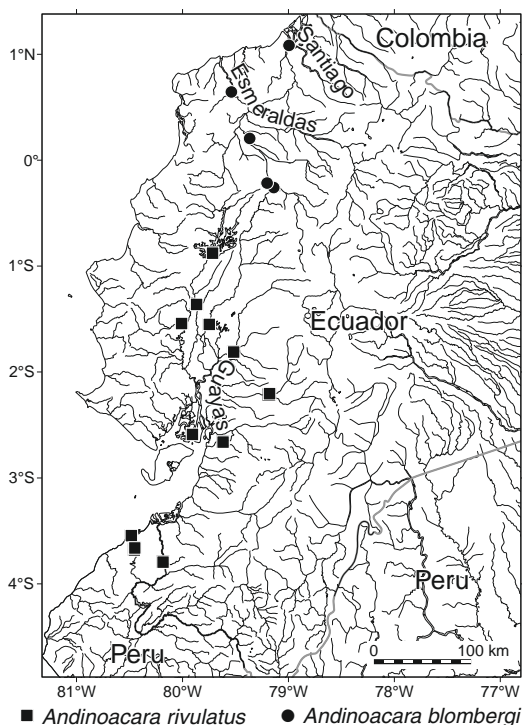 Colombia
Santiago
Esmeraldas
Ecuador
Guayas
Peru
Peru
0 100 km
1°N
0°
1°S
2°S
3°S
4°S
81°W 80°W 79°W 78°W 77°W
Andinoacara rivulatus Andinoacara blombergi